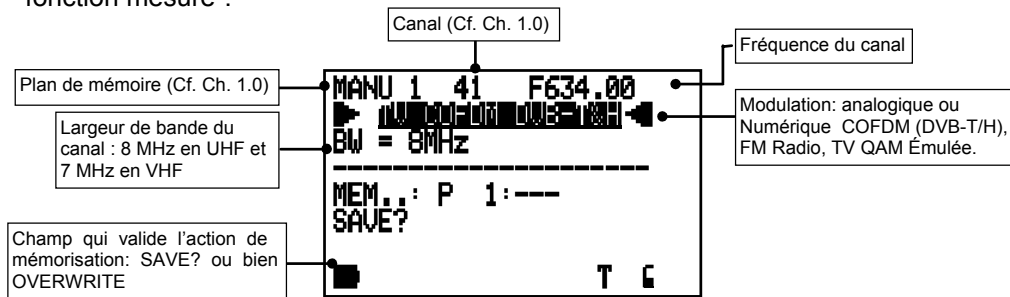 fonction mesure :
Canal (Cf. Ch. 1.0)
Fréquence du canal
Plan de mémoire (Cf. Ch. 1.0)
MANU 1 41 F634.00
Modulation: analogique ou
Numérique COFDM (DVB-T/H),
FM Radio, TV QAM Émulée.
Largeur de bande du
canal : 8 MHz en UHF et
7 MHz en VHF
BW = 8MHz
MEM..: P 1:---
SAVE?
Champ qui valide l'action de
mémorisation: SAVE? ou bien
OVERWRITE
T